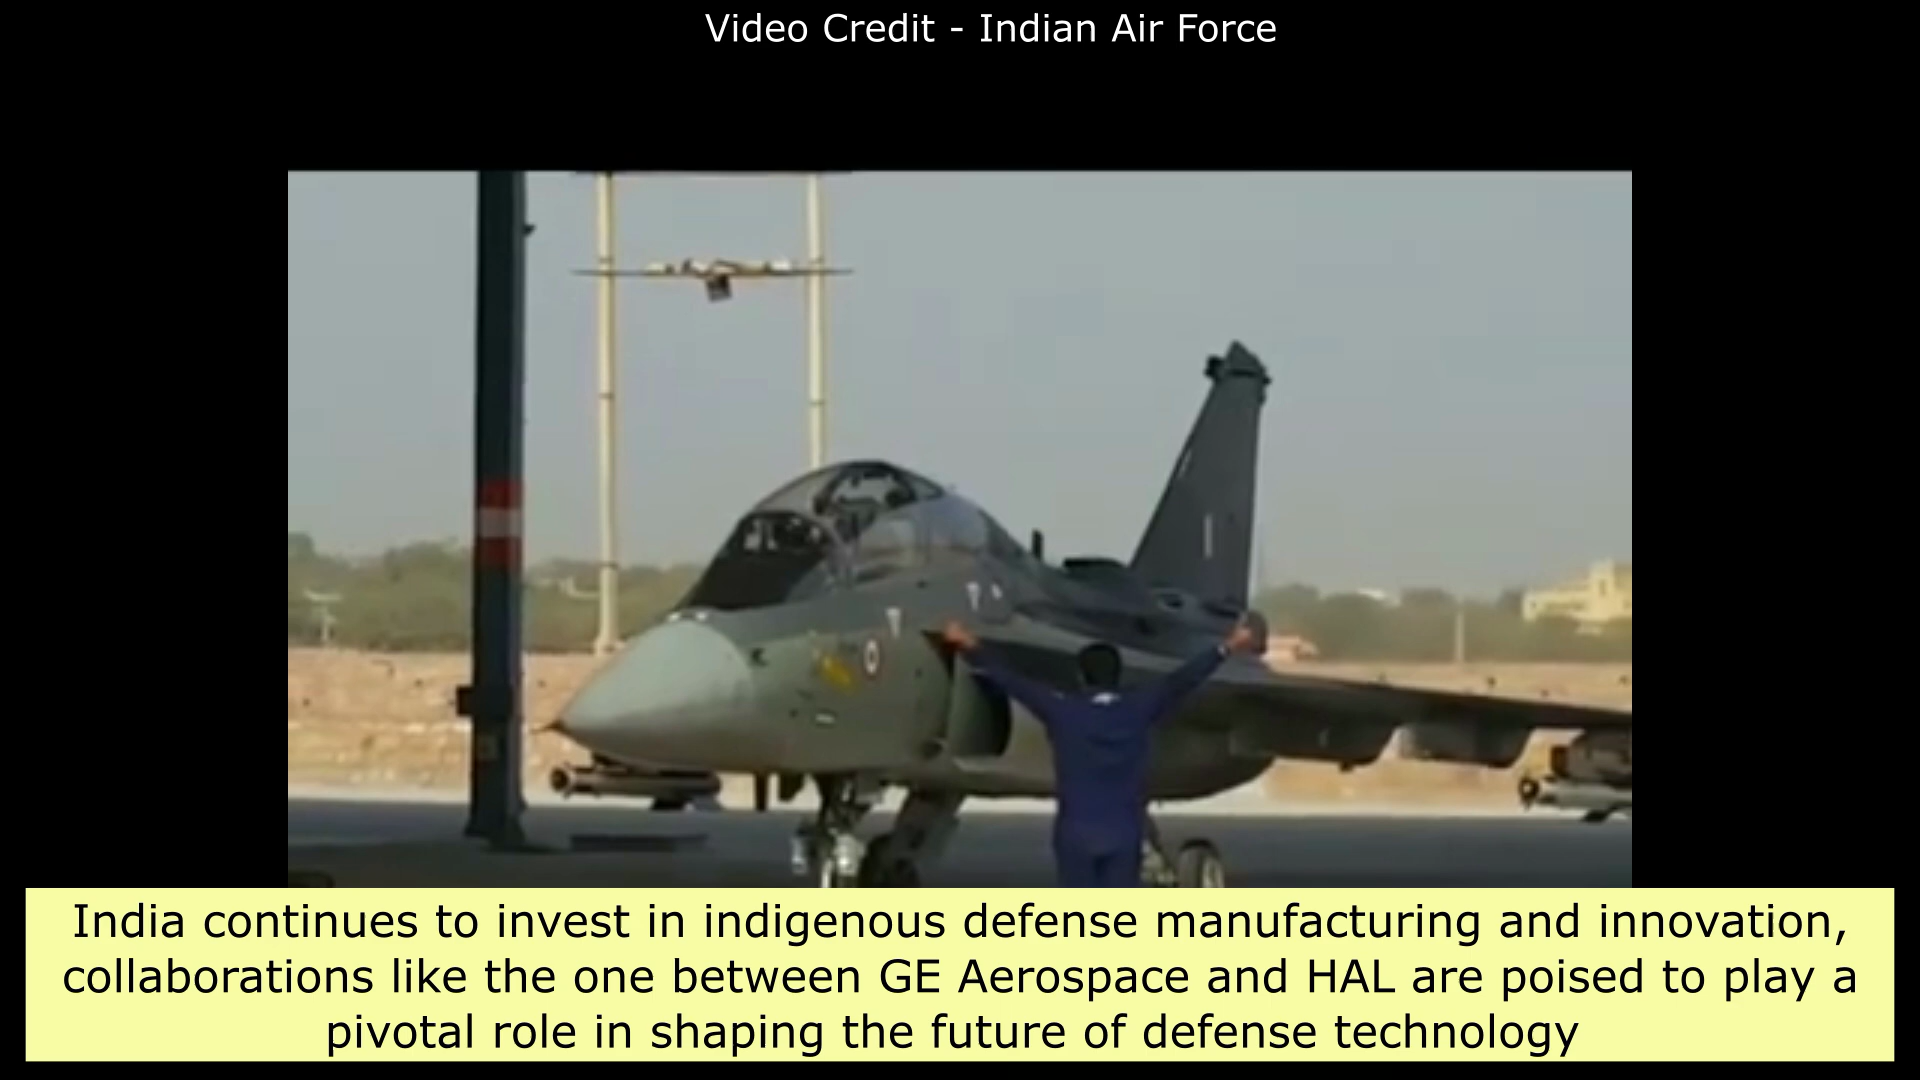 Video Credit - Indian Air Force
India continues to invest in indigenous defense manufacturing and innovation,
collaborations like the one between GE Aerospace and HAL are poised to play a
pivotal role in shaping the future of defense technology